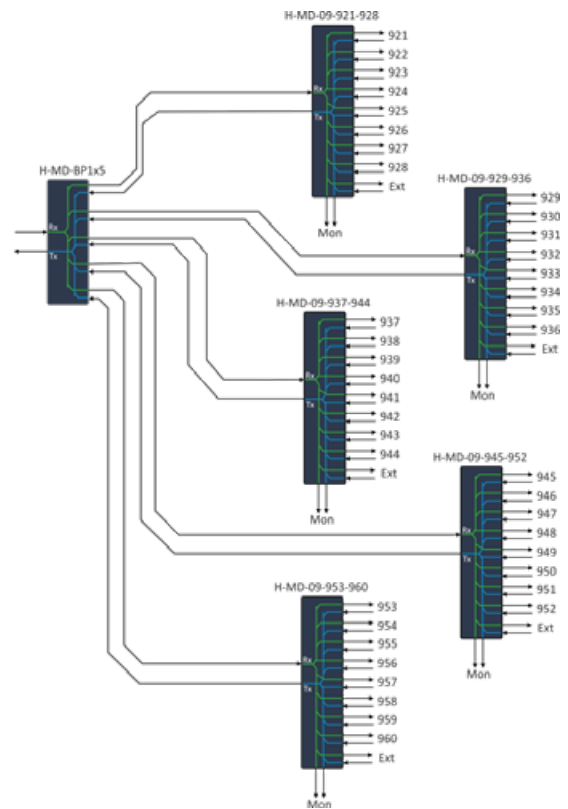 H-MD-09-921-928
921
922
923
Rx
924
925
Tx
926
927
928
Ext
Mon
H-MD-BP1x5
Rx
Tx
H-MD-09-929-936
929
930
931
Rx
932
933
Tx
934
935
936
Ext
Mon
H-MD-09-937-944
937
938
939
Rx
940
941
Tx
942
943
944
Ext
Mon
H-MD-09-945-952
945
946
947
Rx
948
949
Tx
950
951
952
Ext
Mon
H-MD-09-953-960
953
954
955
Rx
956
957
Tx
958
959
960
Ext
Mon